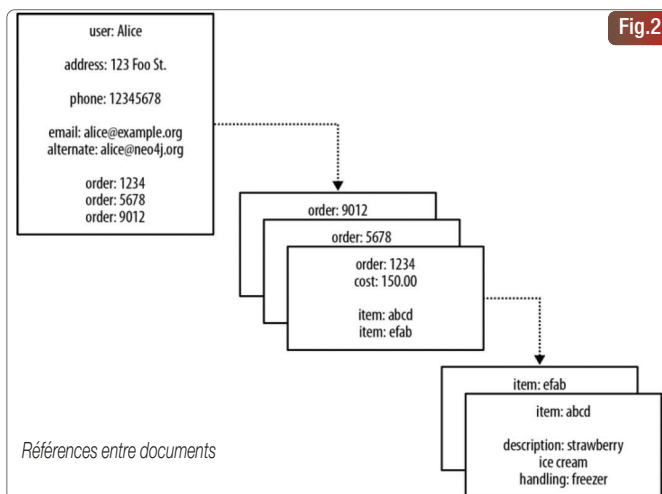 Fig.2
user: Alice
address: 123 Foo St.
phone: 12345678
email: alice@example.org
alternate: alice@neo4j.org
order: 1234
order: 5678
order: 9012
order: 9012
order: 5678
order: 1234
cost: 150.00
item: abcd
item: efab
item: efab
item: abcd
description: strawberry
ice cream
handling: freezer
Références entre documents